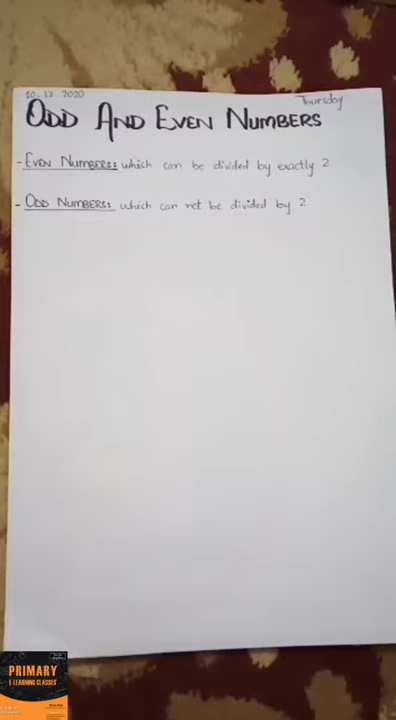 10.12.2020
Thursday
ODD AND EVEN NUMBERS
- EVEN NUMBERS: which can be divided by exactly 2
- ODD NUMBERS: which can not be divided by 2
PRIMARY
E-LEARNING CLASSES